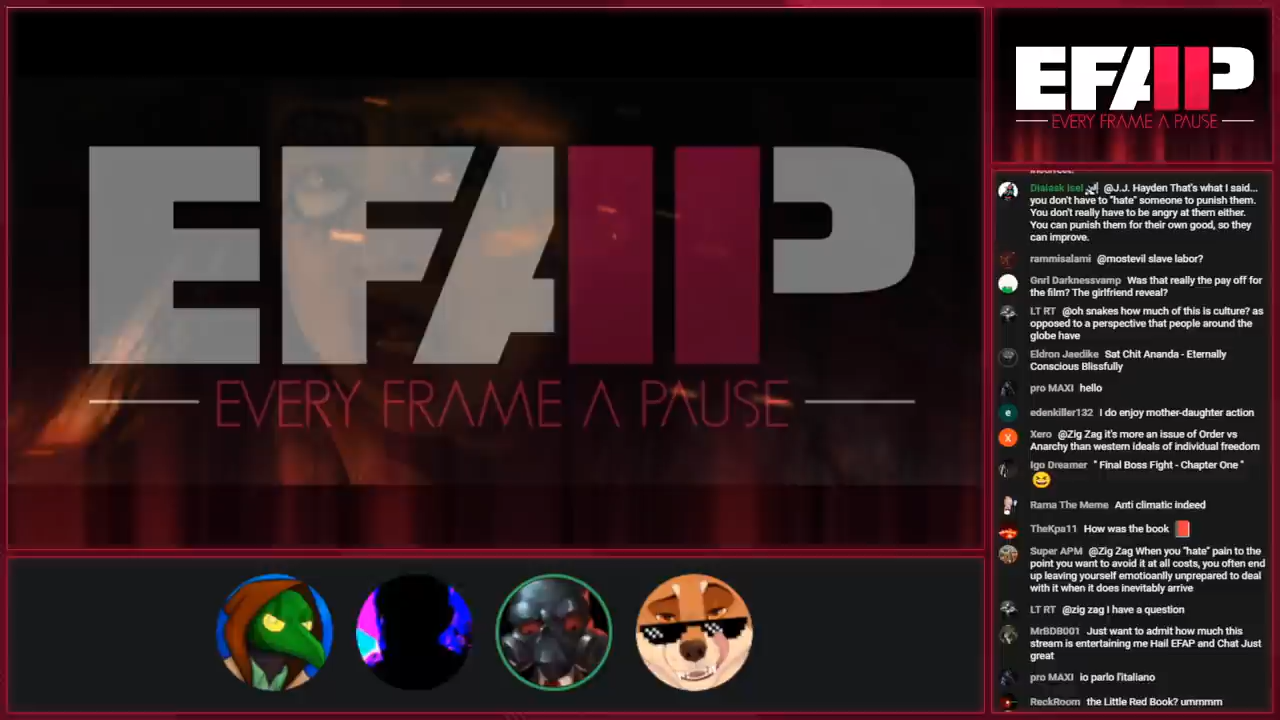 EFAP
EVERY FRAME A PAUSE
EFAP
EVERY FRAME A PAUSE
Dialask Isel @J.J. Hayden That's what I said...
you don't have to "hate" someone to punish them.
You don't really have to be angry at them either.
You can punish them for their own good, so they
can improve.
rammisalami @mostevil slave labor?
Gnrl Darknessvamp Was that really the pay off for
the film? The girlfriend reveal?
LT RT @oh snakes how much of this is culture? as
opposed to a perspective that people around the
globe have
Eldron Jaedike Sat Chit Ananda - Eternally
Conscious Blissfully
pro MAXI hello
edenkiller132 I do enjoy mother-daughter action
Xero @Zig Zag it's more an issue of Order vs
Anarchy than western ideals of individual freedom
Igo Dreamer " Final Boss Fight - Chapter One "
Rama The Meme Anti climatic indeed
TheKpa11 How was the book
Super APM @Zig Zag When you "hate" pain to the
point you want to avoid it at all costs, you often end
up leaving yourself emotioanlly unprepared to deal
with it when it does inevitably arrive
LT RT @zig zag I have a question
MrBDB001 Just want to admit how much this
stream is entertaining me Hail EFAP and Chat Just
great
pro MAXI io parlo l'italiano
ReckRoom the Little Red Book? ummmm